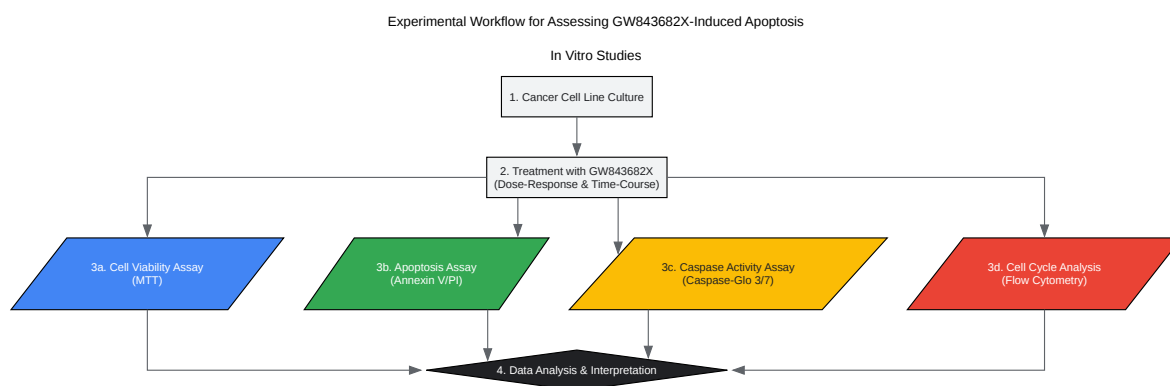 Experimental Workflow for Assessing GW843682X-Induced Apoptosis
In Vitro Studies
1. Cancer Cell Line Culture
2. Treatment with GW843682X
(Dose-Response & Time-Course)
3a. Cell Viability Assay
(MTT)
3b. Apoptosis Assay
(Annexin V/PI)
3c. Caspase Activity Assay
(Caspase-Glo 3/7)
3d. Cell Cycle Analysis
(Flow Cytometry)
4. Data Analysis & Interpretation